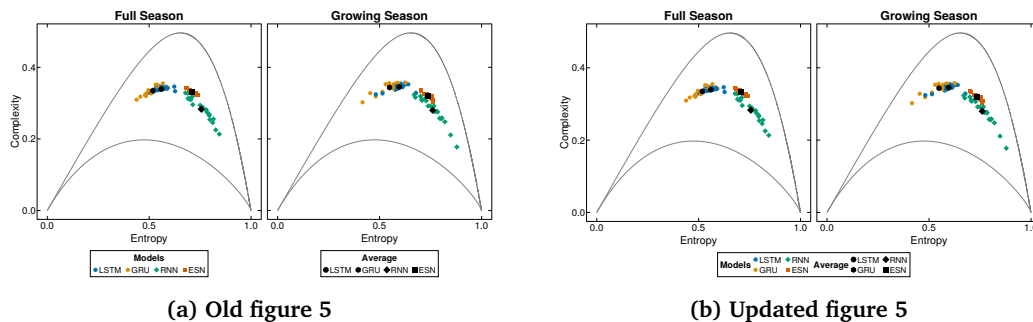 Full Season
Growing Season
Complexity
0.4
0.2
0.0
0.0 0.5 1.0
0.0 0.5 1.0
Entropy
Entropy
Models
LSTM GRU RNN ESN
Average
LSTM GRU RNN ESN
(a) Old figure 5
Full Season
Growing Season
Complexity
0.4
0.2
0.0
0.0 0.5 1.0
0.0 0.5 1.0
Entropy
Entropy
Models LSTM RNN Average LSTM RNN
GRU ESN GRU ESN
(b) Updated figure 5